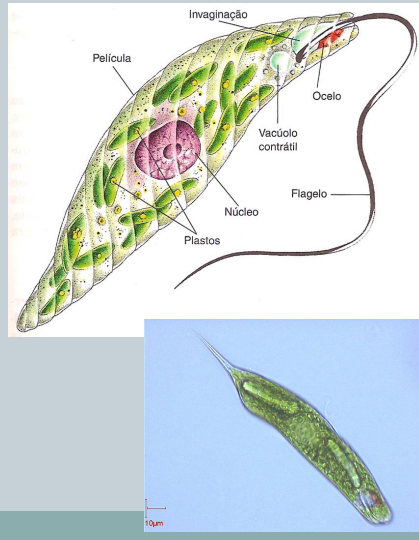 Invaginação
Película
Ocelo
Vacúolo
contrátil
Flagelo
Núcleo
Plastos
10µm